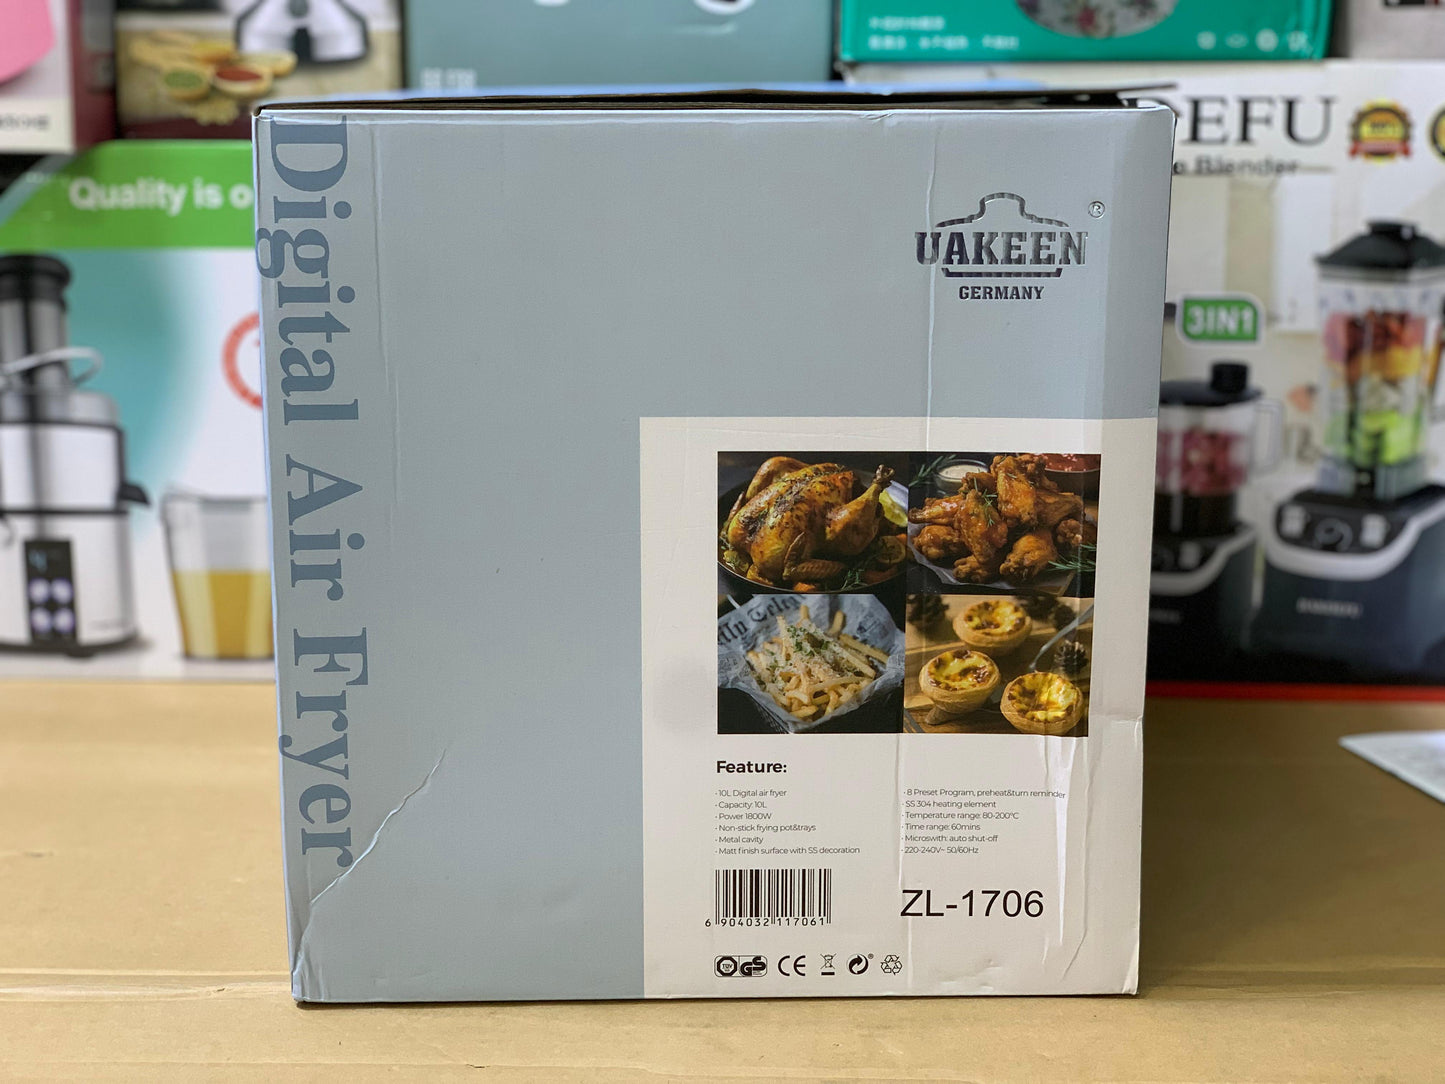 Quality is o
EFU
Blender
3IN1
Digital Air Fryer
UAKEEN
®
GERMANY
Feature:
· 10L Digital air fryer
· Capacity: 10L
· Power 1800W
· Non-stick frying pot&trays
· Metal cavity
· Matt finish surface with SS decoration
· 8 Preset Program, preheat&turn reminder
· SS 304 heating element
· Temperature range: 80-200°C
· Time range: 60mins
· Microswith: auto shut-off
· 220-240V~ 50/60Hz
6 904032 117061
ZL-1706
GS CE